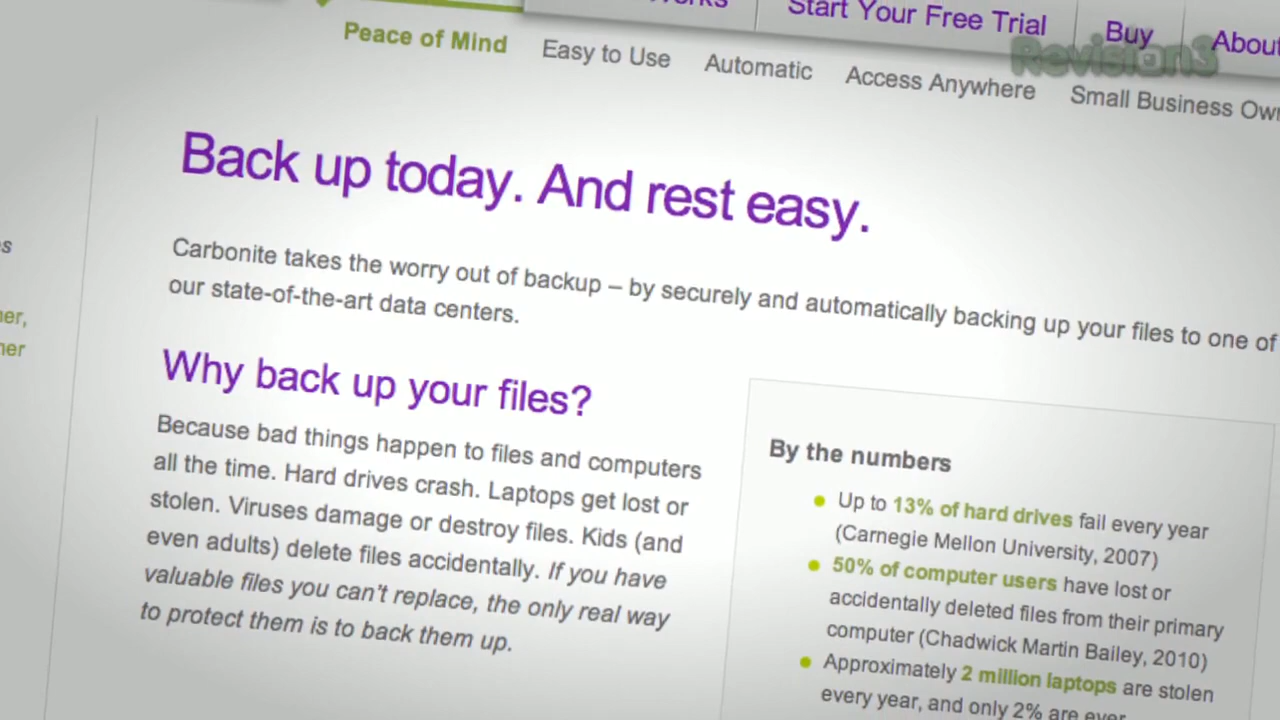 Start Your Free Trial
Buy
About
Revision3
Peace of Mind
Easy to Use
Automatic
Access Anywhere
Small Business
Back up today. And rest easy.
Carbonite takes the worry out of backup – by securely and automatically backing up your files to one of
our state-of-the-art data centers.
Why back up your files?
Because bad things happen to files and computers
all the time. Hard drives crash. Laptops get lost or
stolen. Viruses damage or destroy files. Kids (and
even adults) delete files accidentally. If you have
valuable files you can't replace, the only real way
to protect them is to back them up.
By the numbers
Up to 13% of hard drives fail every year
(Carnegie Mellon University, 2007)
50% of computer users have lost or
accidentally deleted files from their primary
computer (Chadwick Martin Bailey, 2010)
Approximately 2 million laptops are stolen
every year, and only 2% are ever